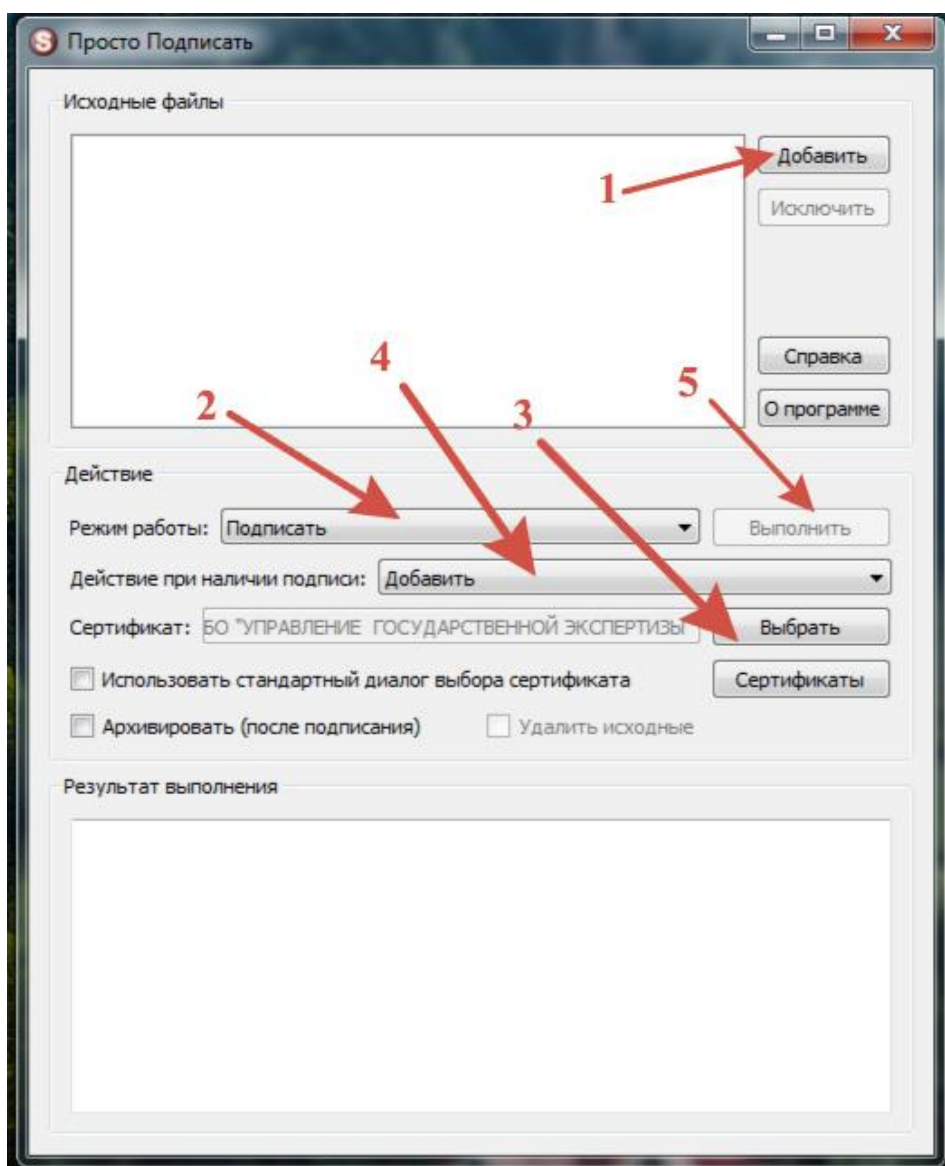 Просто Подписать
Исходные файлы
Добавить
1
Исключить
4
Справка
5
2
3
О программе
Действие
Режим работы: Подписать
Выполнить
Действие при наличии подписи: Добавить
Сертификат: БО "УПРАВЛЕНИЕ ГОСУДАРСТВЕННОЙ ЭКСПЕРТИЗЫ
Выбрать
Использовать стандартный диалог выбора сертификата
Сертификаты
Архивировать (после подписания)
Удалить исходные
Результат выполнения